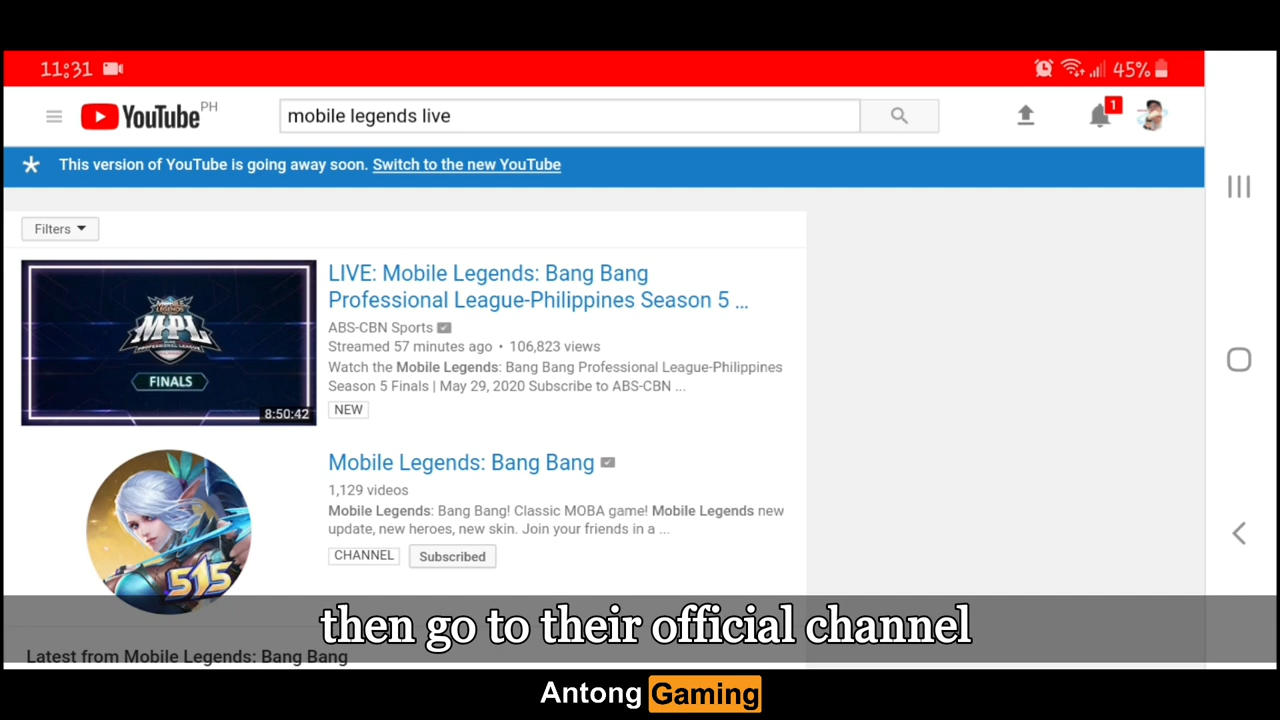 11:31
45%
YouTube PH
mobile legends live
1
This version of YouTube is going away soon. Switch to the new YouTube
Filters
MOBILE LEGENDS
MPL
FINALS
8:50:42
LIVE: Mobile Legends: Bang Bang
Professional League-Philippines Season 5 ...
ABS-CBN Sports
Streamed 57 minutes ago • 106,823 views
Watch the Mobile Legends: Bang Bang Professional League-Philippines
Season 5 Finals | May 29, 2020 Subscribe to ABS-CBN ...
NEW
515
Mobile Legends: Bang Bang
1,129 videos
Mobile Legends: Bang Bang! Classic MOBA game! Mobile Legends new
update, new heroes, new skin. Join your friends in a ...
CHANNEL Subscribed
then go to their official channel
Latest from Mobile Legends: Bang Bang
Antong Gaming